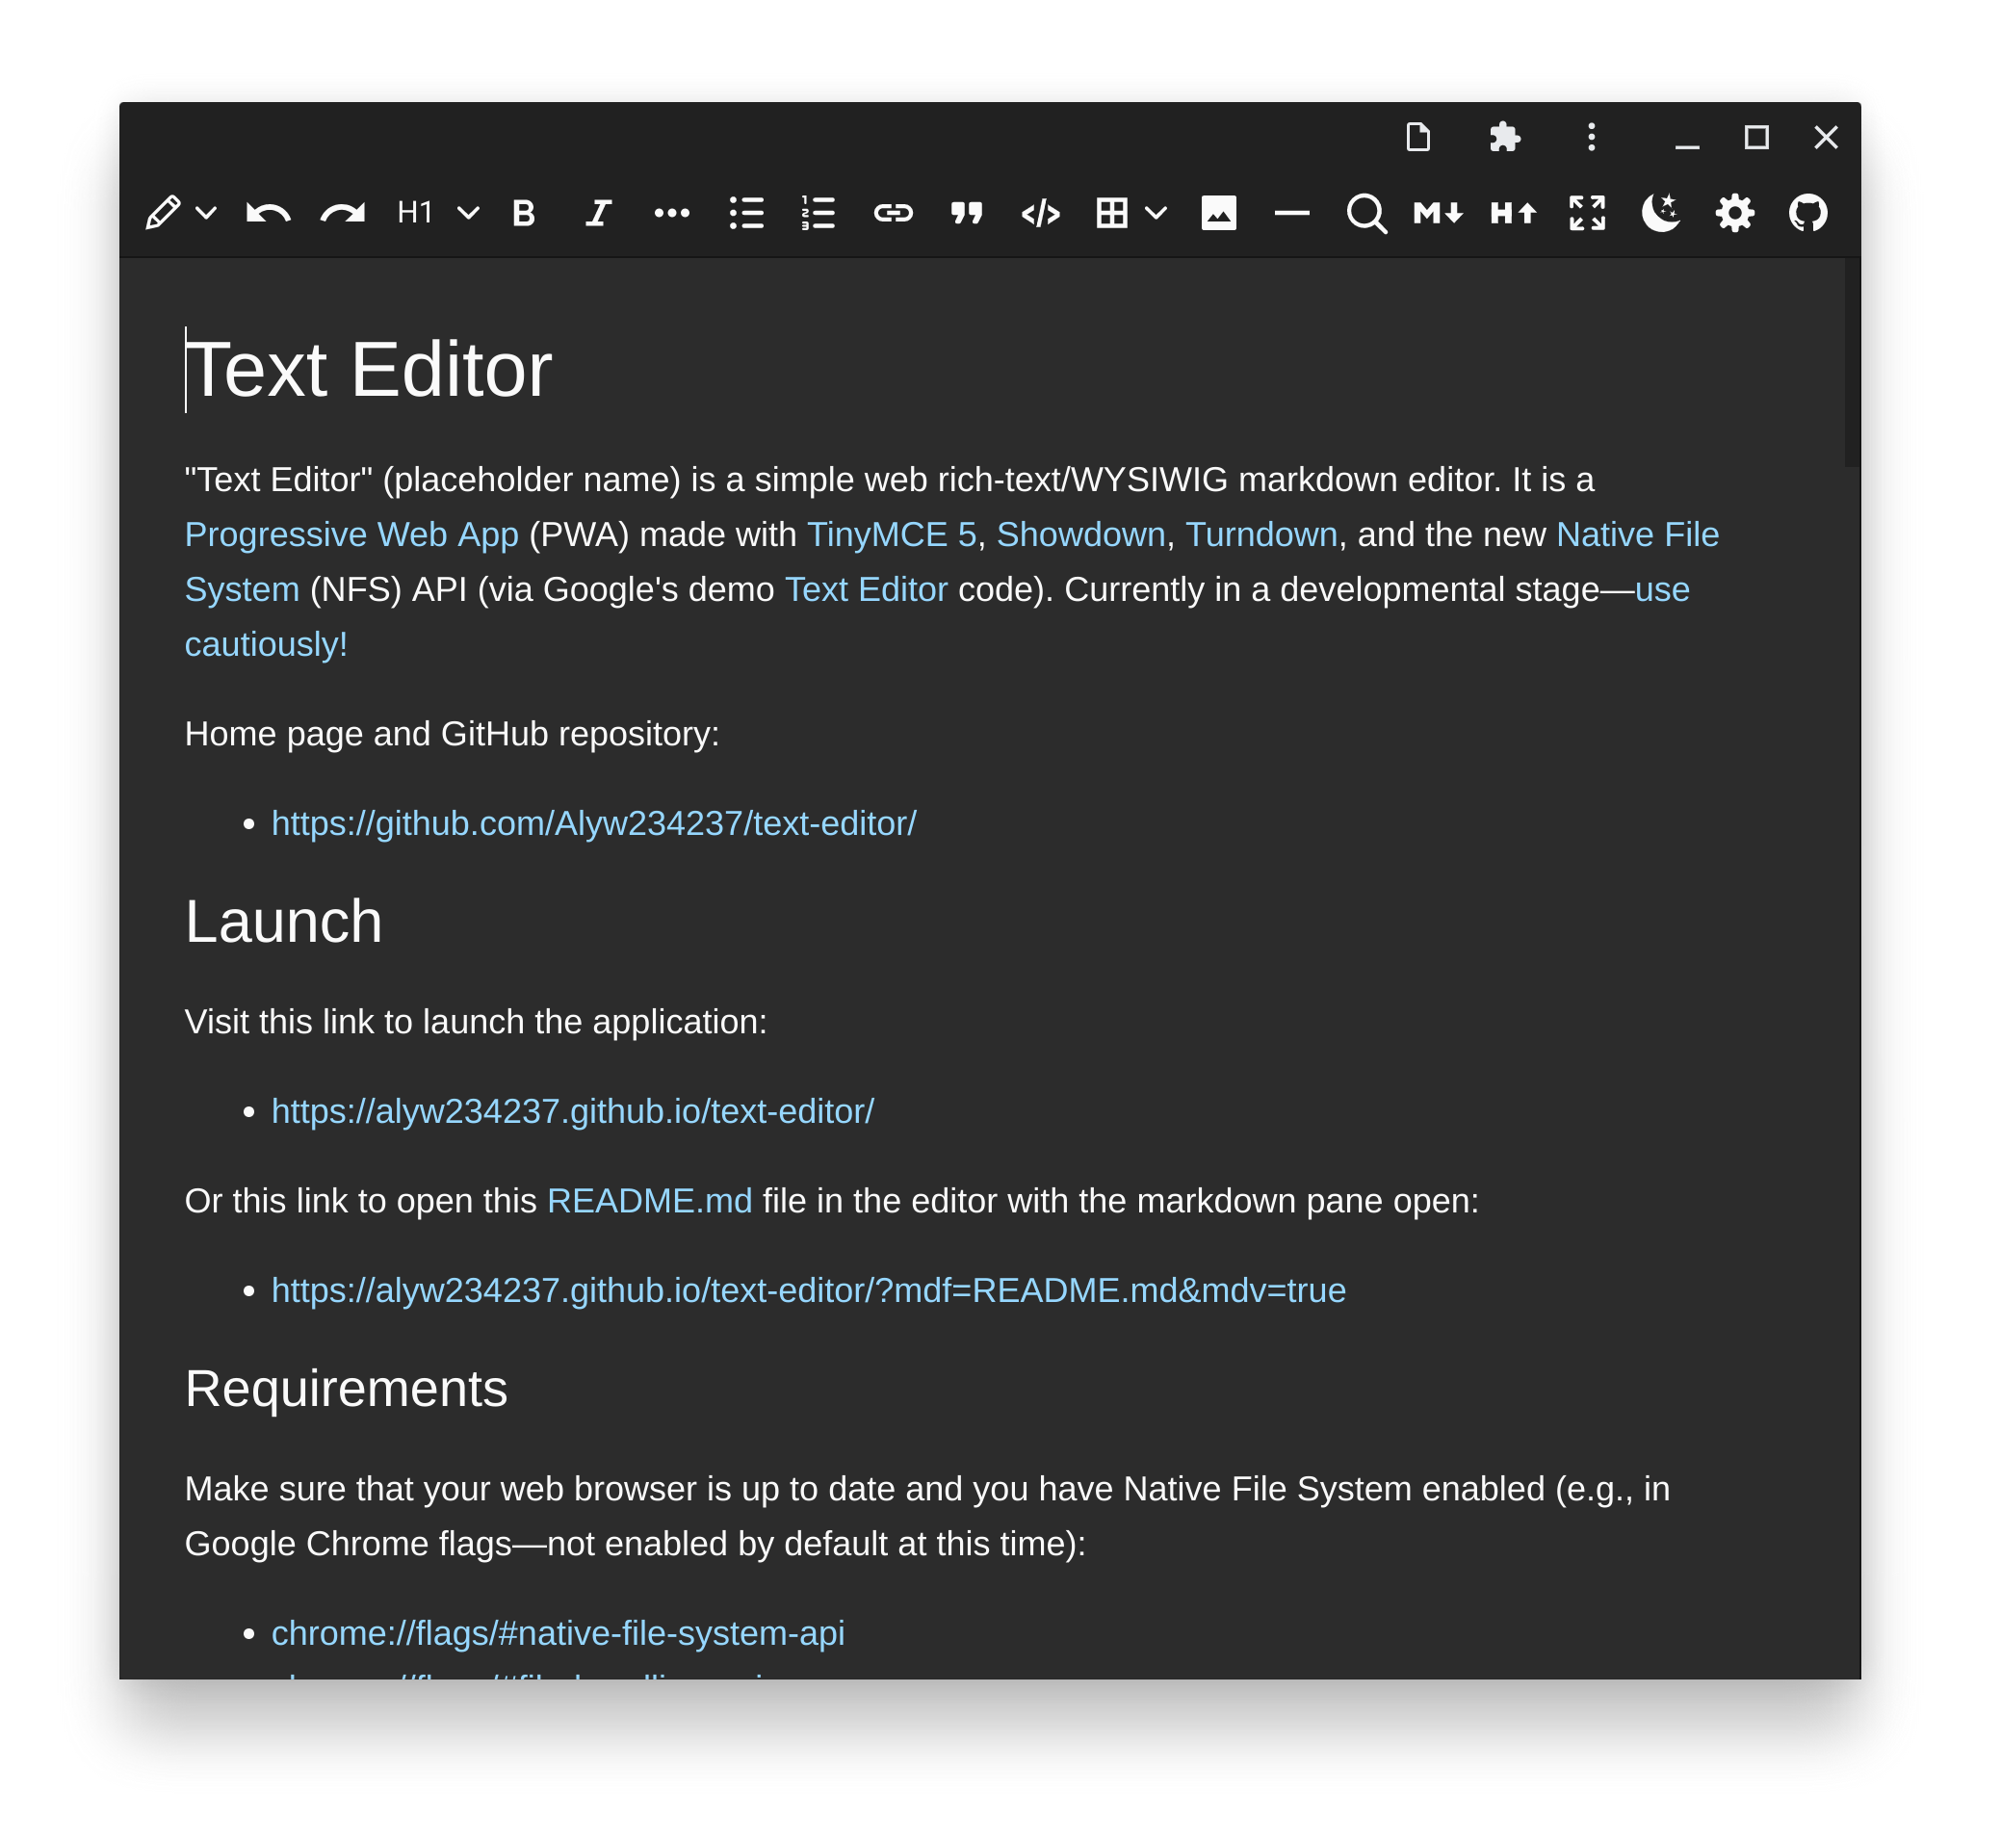 H1
B
I
M
H
Text Editor
"Text Editor" (placeholder name) is a simple web rich-text/WYSIWIG markdown editor. It is a
Progressive Web App (PWA) made with TinyMCE 5, Showdown, Turndown, and the new Native File
System (NFS) API (via Google's demo Text Editor code). Currently in a developmental stage—use
cautiously!
Home page and GitHub repository:
• https://github.com/Alyw234237/text-editor/
Launch
Visit this link to launch the application:
• https://alyw234237.github.io/text-editor/
Or this link to open this README.md file in the editor with the markdown pane open:
• https://alyw234237.github.io/text-editor/?mdf=README.md&mdv=true
Requirements
Make sure that your web browser is up to date and you have Native File System enabled (e.g., in
Google Chrome flags—not enabled by default at this time):
• chrome://flags/#native-file-system-api